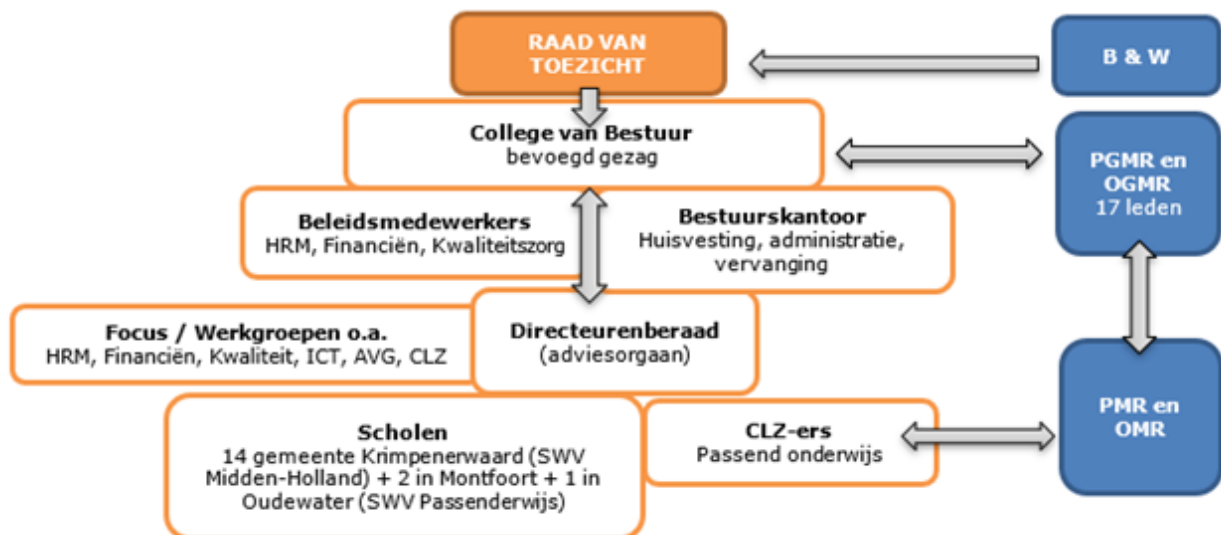 RAAD VAN
TOEZICHT
B & W
College van Bestuur
bevoegd gezag
PGMR en
OGMR
17 leden
Beleidsmedewerkers
HRM, Financiën, Kwaliteitszorg
Bestuurskantoor
Huisvesting, administratie,
vervanging
Focus / Werkgroepen o.a.
HRM, Financiën, Kwaliteit, ICT, AVG, CLZ
Directeurenberaad
(adviesorgaan)
Scholen
14 gemeente Krimpenerwaard (SWV
Midden-Holland) + 2 in Montfoort + 1 in
Oudewater (SWV Passenderwijs)
CLZ-ers
Passend onderwijs
PMR en
OMR